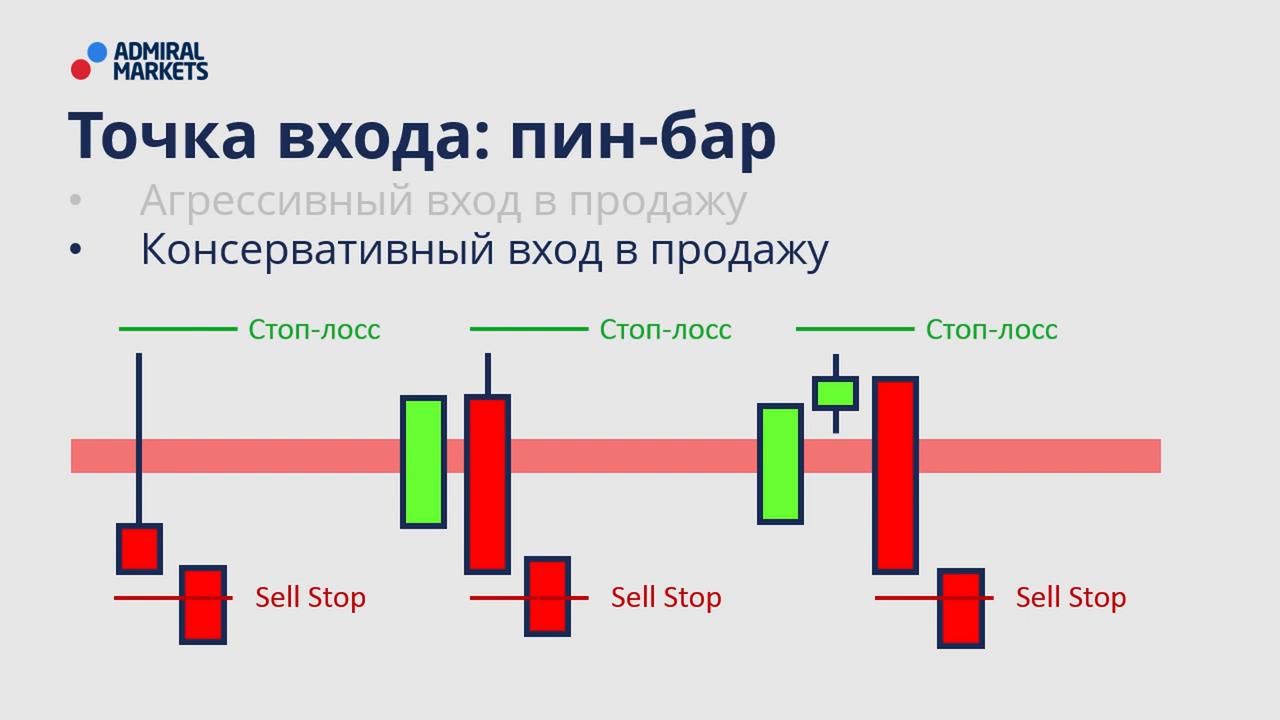 ADMIRAL
MARKETS
Точка входа: пин-бар
• Агрессивный вход в продажу
• Консервативный вход в продажу
Стоп-лосс
Стоп-лосс
Стоп-лосс
Sell Stop
Sell Stop
Sell Stop